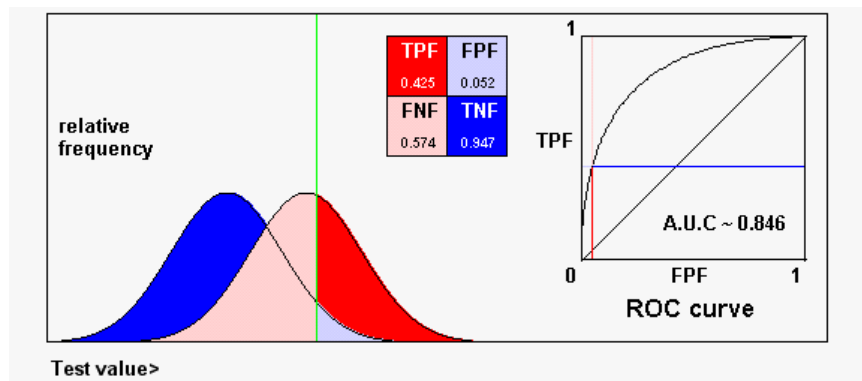 relative
frequency
TPF FPF
0.425 0.052
FNF TNF
0.574 0.947
Test value>
1
TPF
A.U.C ~ 0.846
0 FPF 1
ROC curve